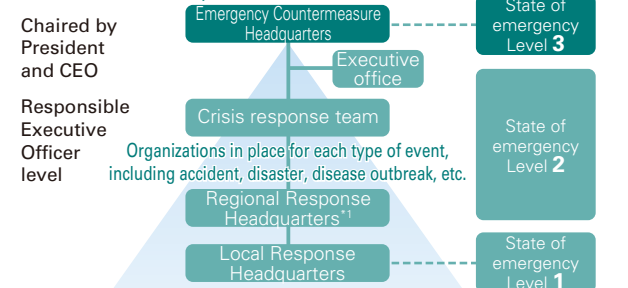 Chaired by
President
and CEO
Emergency Countermeasure
Headquarters
State of
emergency
Level 3
Executive
office
Responsible
Executive
Officer
level
Crisis response team
Organizations in place for each type of event,
including accident, disaster, disease outbreak, etc.
State of
emergency
Level 2
Regional Response
Headquarters*1
Local Response
Headquarters
State of
emergency
Level 1